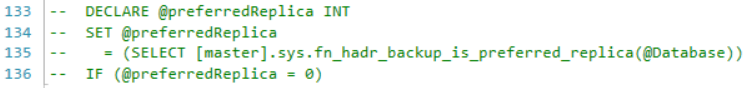 133 --  DECLARE @preferredReplica INT
134 --  SET @preferredReplica
135 --    = (SELECT [master].sys.fn_hadr_backup_is_preferred_replica(@Database))
136 --  IF (@preferredReplica = 0)